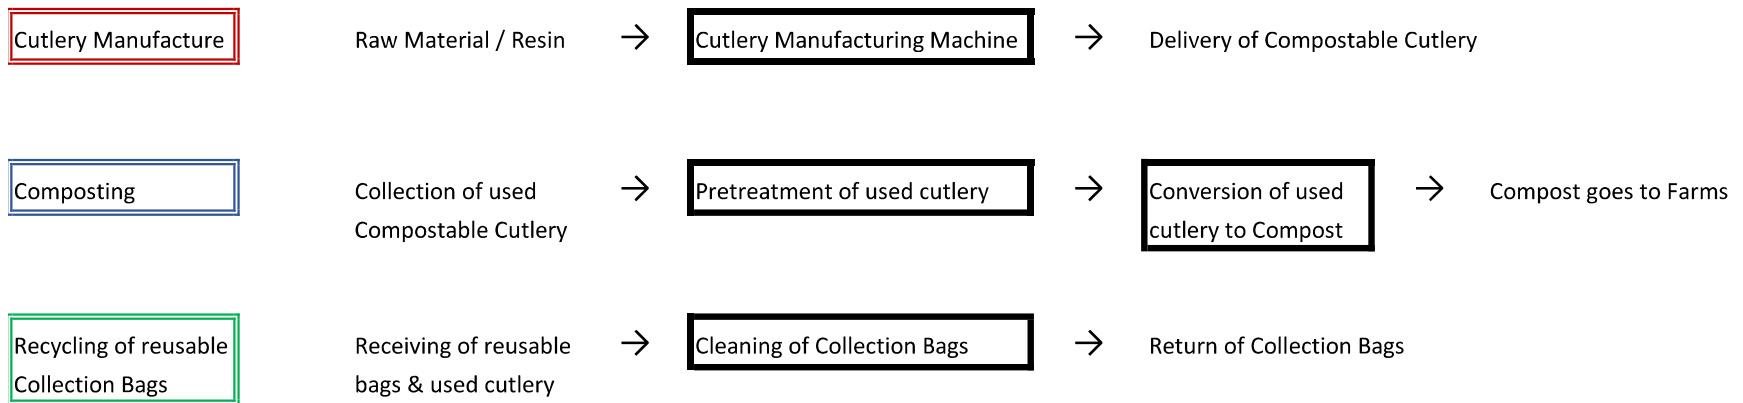 Cutlery Manufacture Raw Material / Resin → Cutlery Manufacturing Machine → Delivery of Compostable Cutlery
Composting Collection of used → Pretreatment of used cutlery → Conversion of used → Compost goes to Farms
Compostable Cutlery cutlery to Compost
Recycling of reusable Receiving of reusable → Cleaning of Collection Bags → Return of Collection Bags
Collection Bags bags & used cutlery